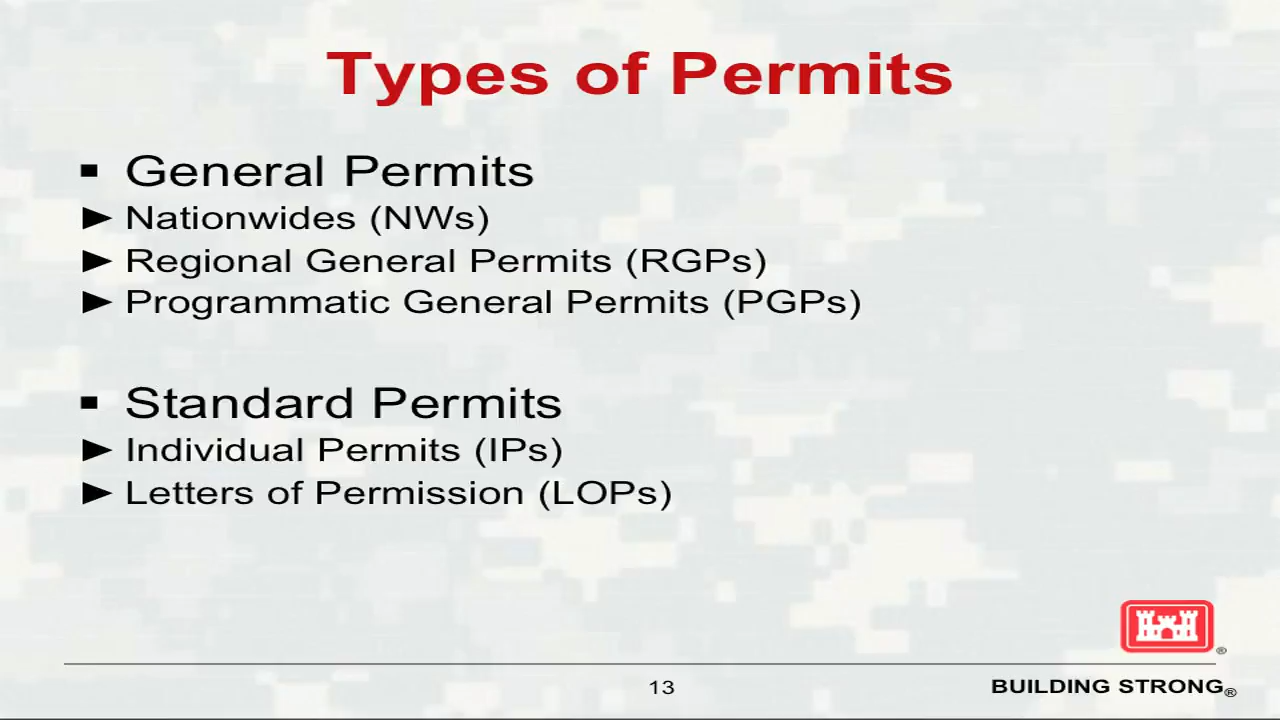 Types of Permits
▪ General Permits
► Nationwides (NWs)
► Regional General Permits (RGPs)
► Programmatic General Permits (PGPs)
▪ Standard Permits
► Individual Permits (IPs)
► Letters of Permission (LOPs)
®
13
BUILDING STRONG®